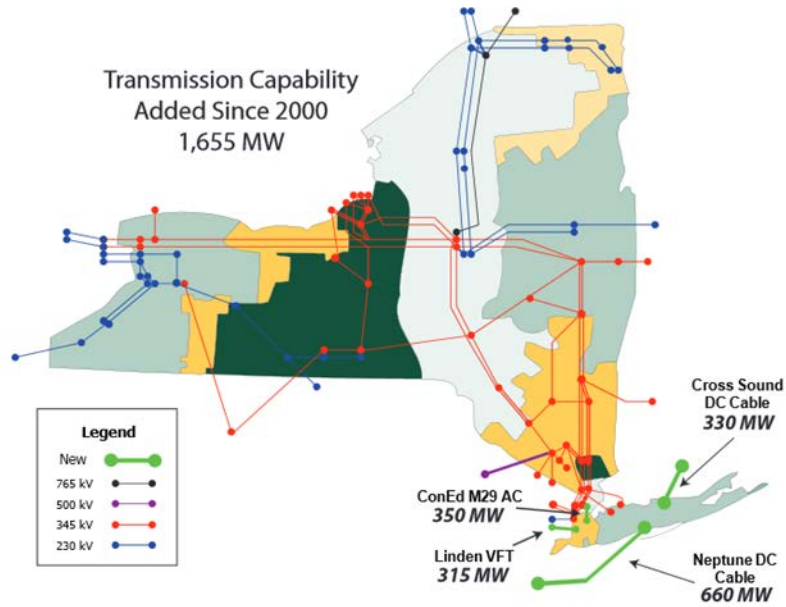 Transmission Capability
Added Since 2000
1,655 MW
Cross Sound
DC Cable
330 MW
Legend
New
765 kV
500 kV
345 kV
230 kV
ConEd M29 AC
350 MW
Linden VFT
315 MW
Neptune DC
Cable
660 MW